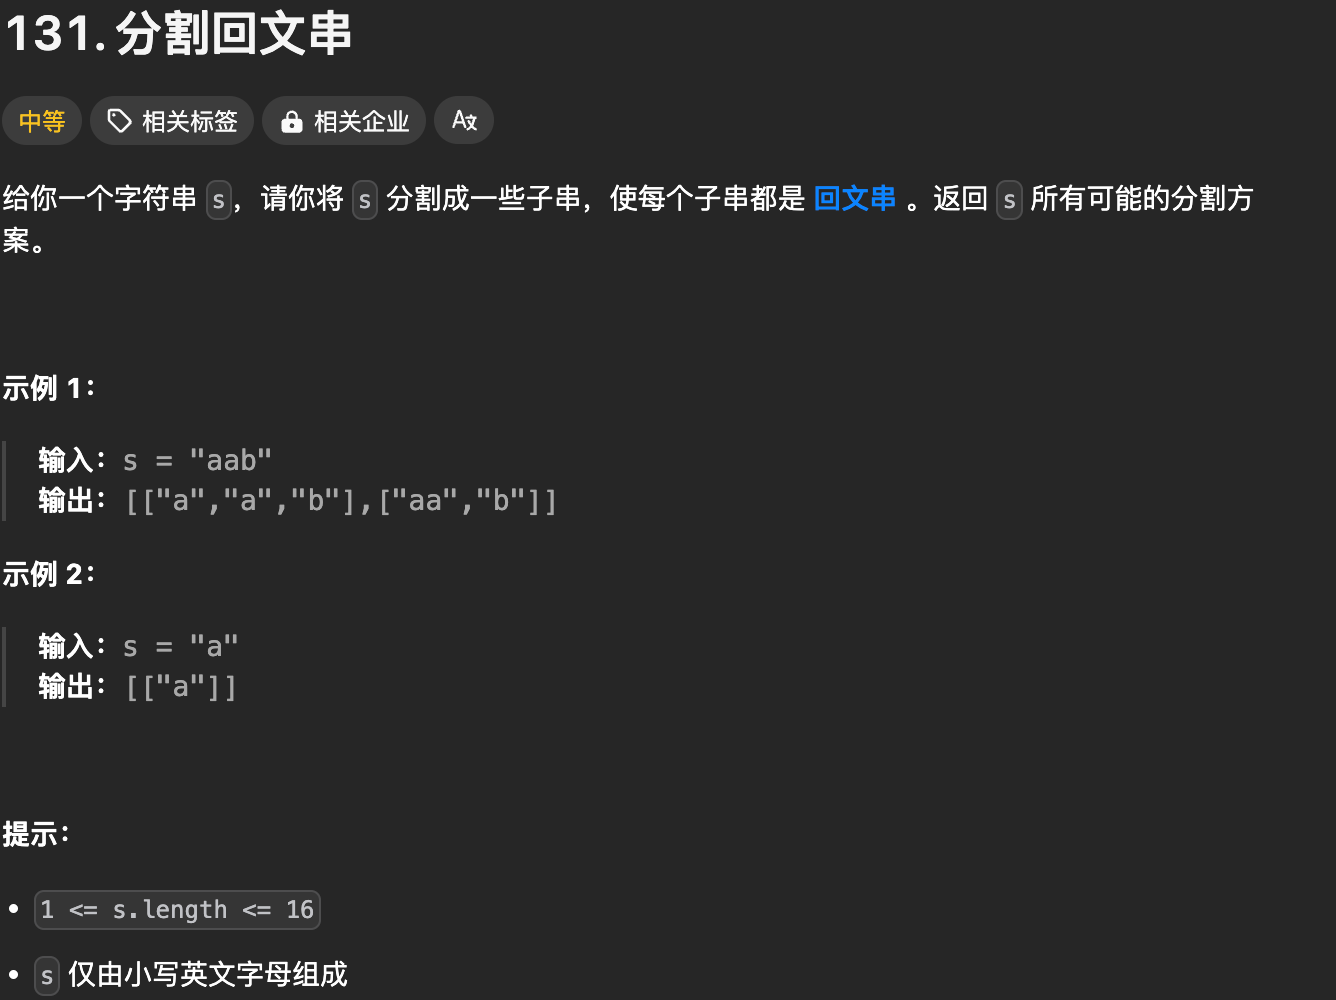 131. 分割回文串
中等 相关标签 相关企业
给你一个字符串 s，请你将 s 分割成一些子串，使每个子串都是 回文串 。返回 s 所有可能的分割方
案。
示例 1：
输入：s = "aab"
输出：[["a","a","b"],["aa","b"]]
示例 2：
输入：s = "a"
输出：[["a"]]
提示：
• 1 <= s.length <= 16
• s 仅由小写英文字母组成